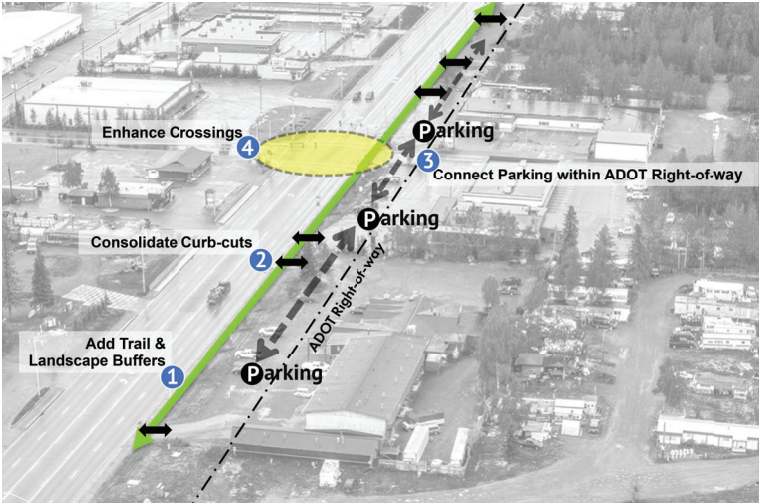 Enhance Crossings
4
Parking
3
Connect Parking within ADOT Right-of-way
Parking
Consolidate Curb-cuts
2
ADOT Right-of-way
Add Trail &
Landscape Buffers
1
Parking